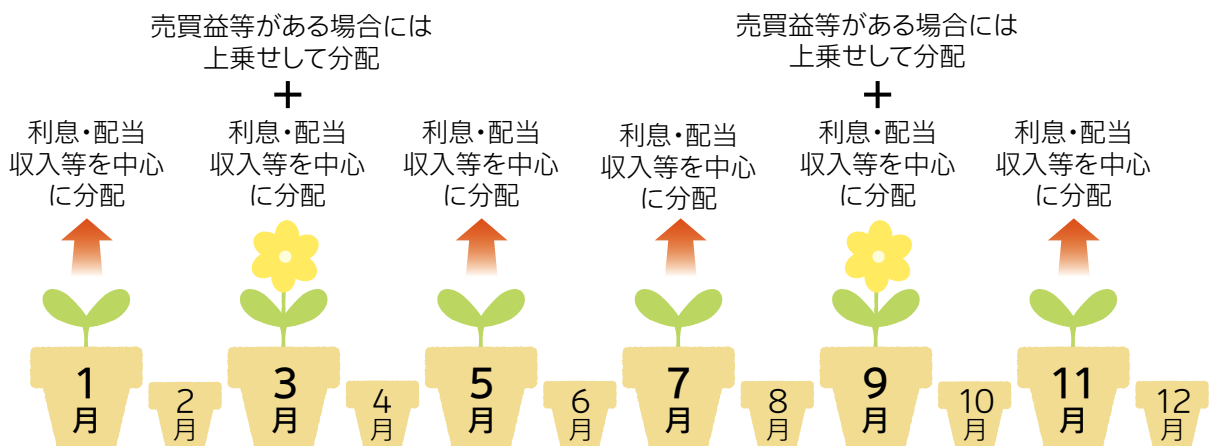 売買益等がある場合には
上乗せして分配
+
売買益等がある場合には
上乗せして分配
+
利息・配当
収入等を中心
に分配
利息・配当
収入等を中心
に分配
利息・配当
収入等を中心
に分配
利息・配当
収入等を中心
に分配
利息・配当
収入等を中心
に分配
利息・配当
収入等を中心
に分配
1
月
2
月
3
月
4
月
5
月
6
月
7
月
8
月
9
月
10
月
11
月
12
月